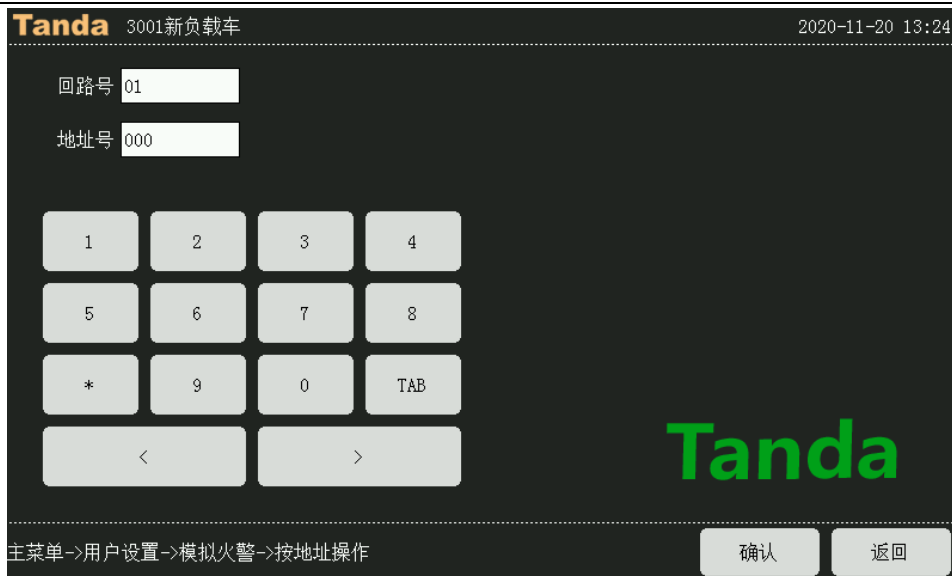 Tanda 3001新负载车 2020-11-20 13:24
回路号 01
地址号 000
1 2 3 4
5 6 7 8
* 9 0 TAB
< >
Tanda
主菜单->用户设置->模拟火警->按地址操作 确认 返回